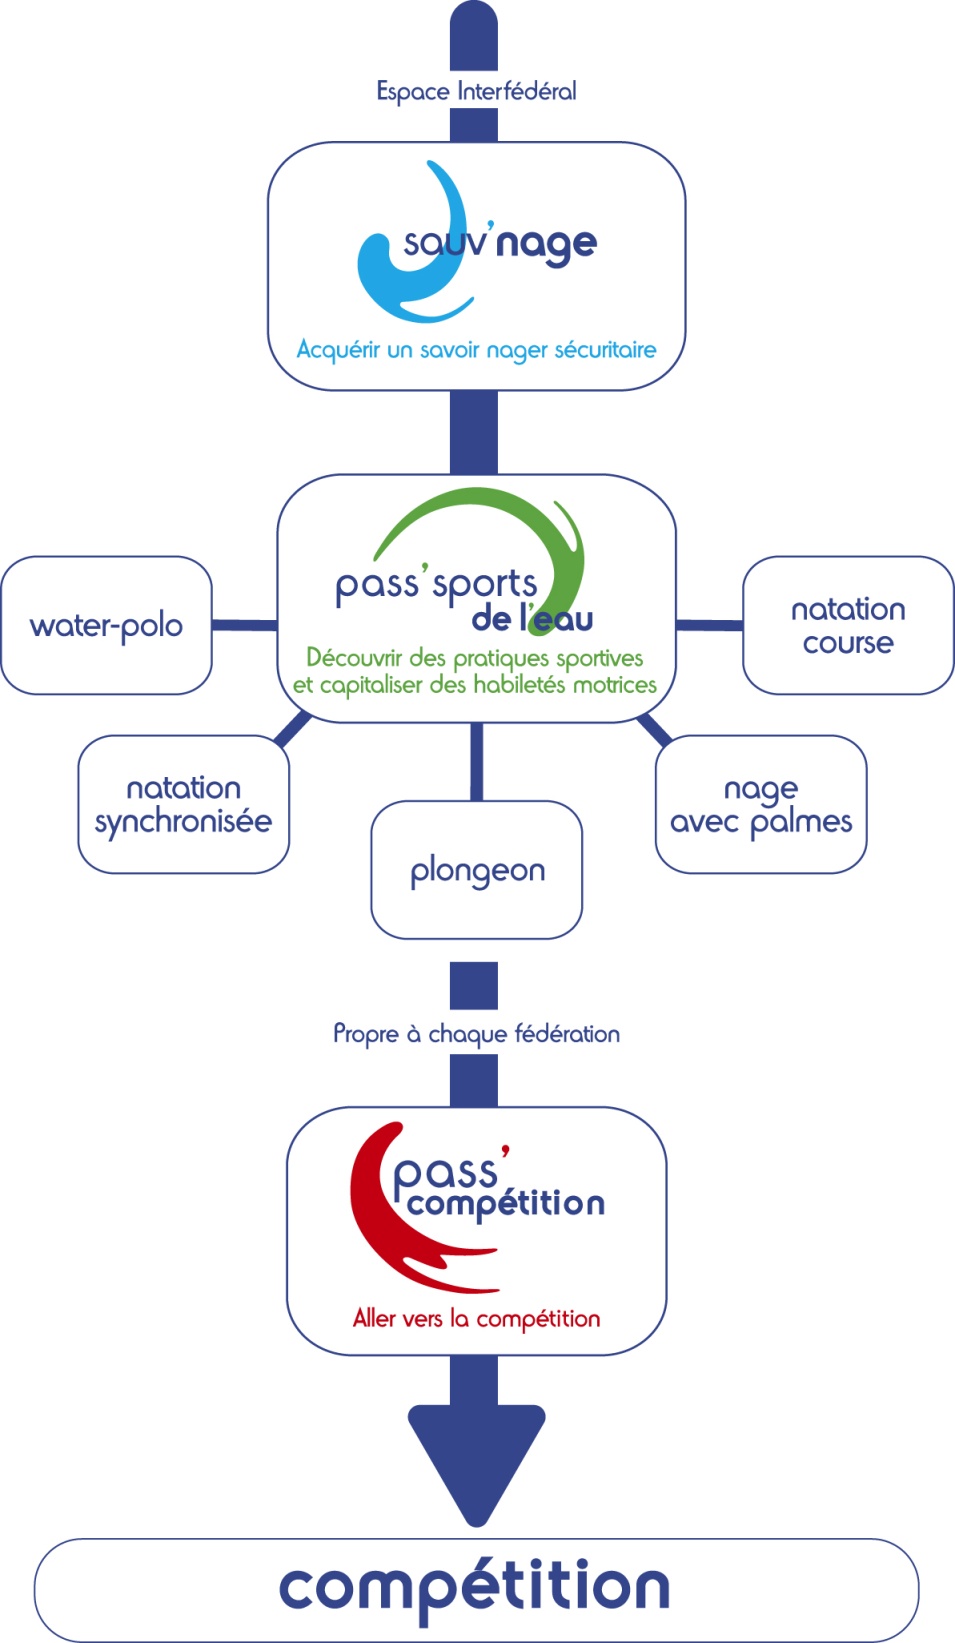 Espace Interfédéral
sauv'nage
Acquérir un savoir nager sécuritaire
pass'sports
de l'eau
Découvrir des pratiques sportives
et capitaliser des habiletés motrices
water-polo
natation
course
natation
synchronisée
plongeon
nage
avec palmes
Propre à chaque fédération
pass'
compétition
Aller vers la compétition
compétition